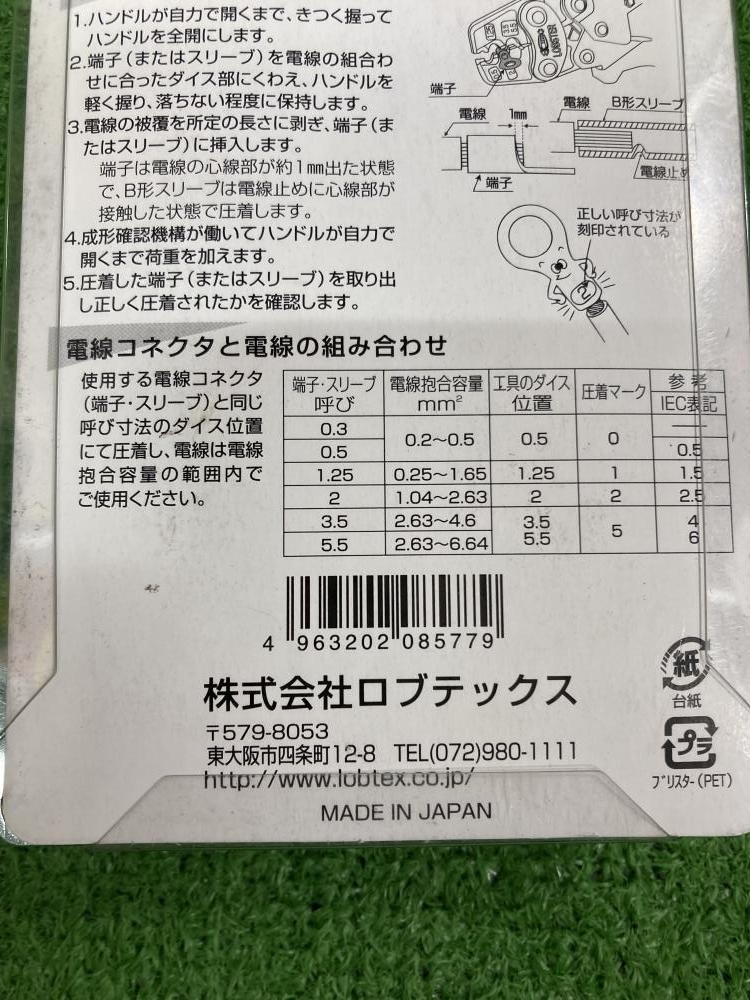 1.ハンドルが自力で開くまで、きつく握って
ハンドルを全開にします。
2.端子(またはスリーブ)を電線の組合わ
せに合ったダイス部にくわえ、ハンドルを
軽く握り、落ちない程度に保持します。
3.電線の被覆を所定の長さに剥ぎ、端子(ま
たはスリーブ)に挿入します。
端子は電線の心線部が約1mm出た状態
で、B形スリーブは電線止めに心線部が
接触した状態で圧着します。
4.成形確認機構が働いてハンドルが自力で
開くまで荷重を加えます。
5.圧着した端子(またはスリーブ)を取り出
し正しく圧着されたかを確認します。
端子
電線
1mm
電線
B形スリーブ
端子
電線止め
正しい呼び寸法が
刻印されている
2
電線コネクタと電線の組み合わせ
使用する電線コネクタ
(端子・スリーブ)と同じ
呼び寸法のダイス位置
にて圧着し、電線は電線
抱合容量の範囲内で
ご使用ください。
端子・スリーブ
呼び
電線抱合容量
mm²
工具のダイス
位置
圧着マーク
参考
IEC表記
0.3
0.2〜0.5
0.5
0
—
0.5
0.5
1.25
0.25〜1.65
1.25
1
1.5
2
1.04〜2.63
2
2
2.5
3.5
2.63〜4.6
3.5
5
4
5.5
2.63〜6.64
5.5
6
4 963202 085779
株式会社ロブテックス
〒579-8053
東大阪市四条町12-8 TEL(072)980-1111
http://www.lobtex.co.jp/
MADE IN JAPAN
紙
台紙
プラ
ブリスター(PET)